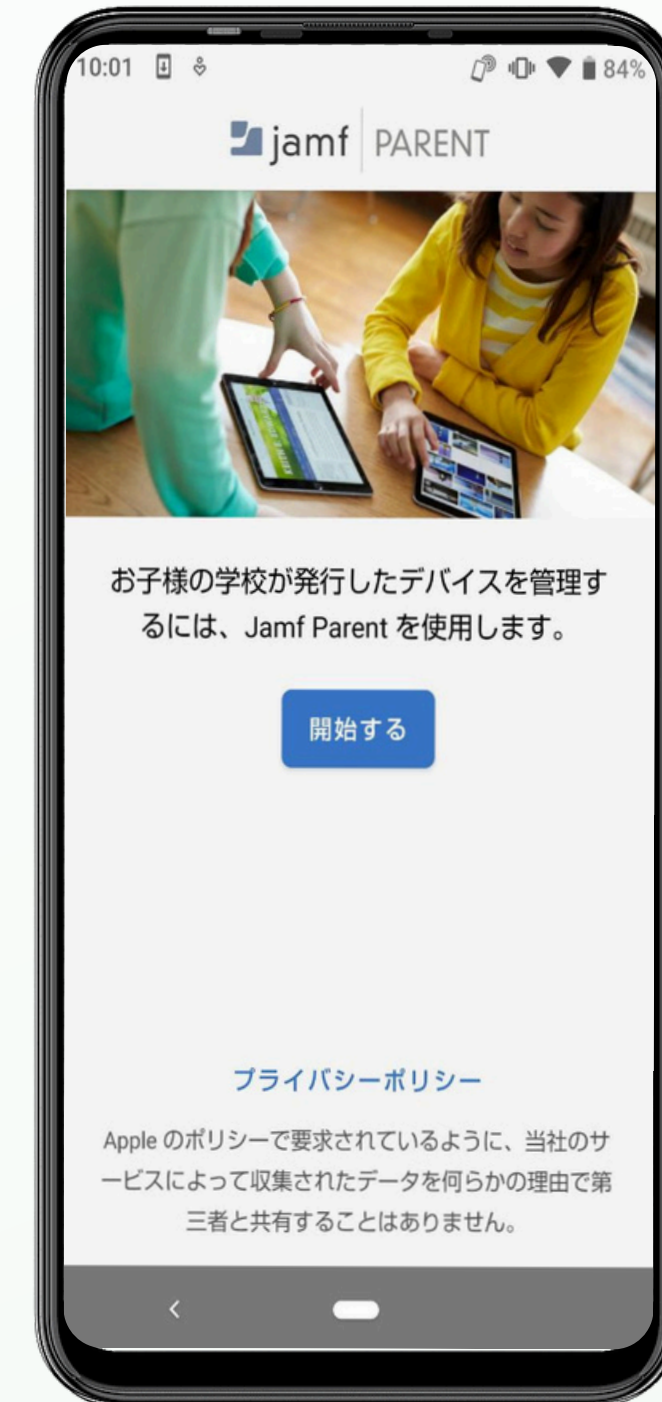 10:01
84%
jamf PARENT
お子様の学校が発行したデバイスを管理す
るには、Jamf Parent を使用します。
開始する
プライバシーポリシー
Apple のポリシーで要求されているように、当社のサ
ービスによって収集されたデータを何らかの理由で第
三者と共有することはありません。